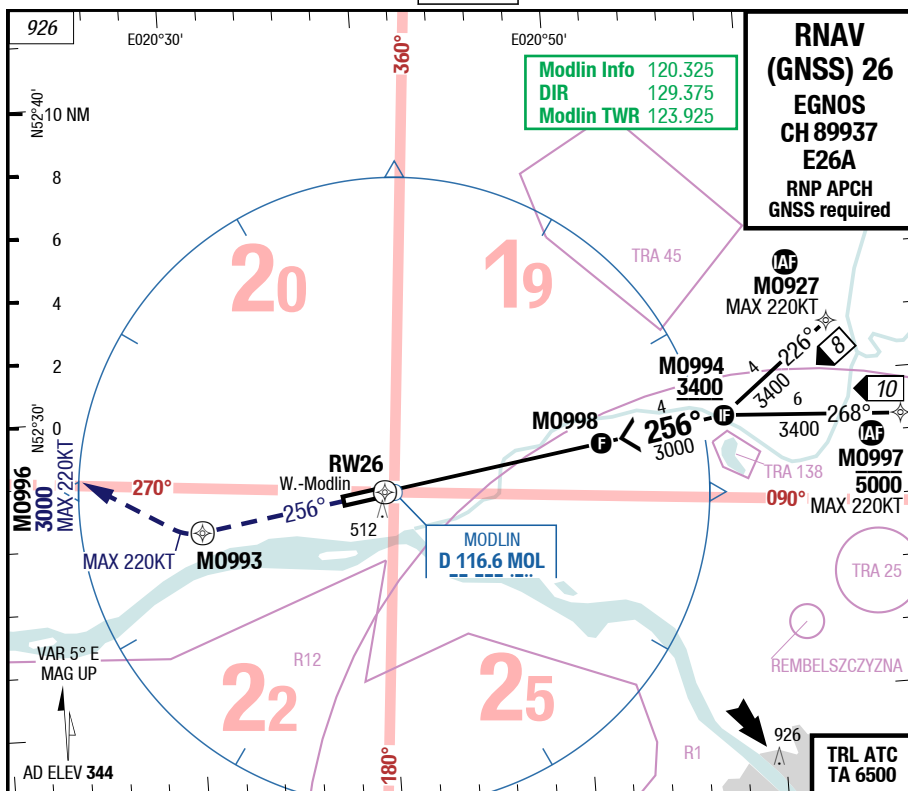 926
E020°30'
E020°50'
360°
RNAV
(GNSS) 26
EGNOS
CH 89937
E26A
RNP APCH
GNSS required
Modlin Info 120.325
DIR 129.375
Modlin TWR 123.925
N52°40'
10 NM
8
6
4
2
0
N52°30'
20
19
TRA 45
IAF
M0927
MAX 220KT
226°
4
3400
8
M0994
3400
IF
10
6
268°
3400
IAF
M0997
5000
MAX 220KT
M0998
F
4
256°
3000
TRA 138
RW26
W.-Modlin
270°
090°
256°
512
M0996
3000
MAX 220KT
MAX 220KT
M0993
MODLIN
D 116.6 MOL
TRA 25
REMBELSZCZYZNA
R12
22
25
R1
VAR 5° E
MAG UP
AD ELEV 344
180°
926
TRL ATC
TA 6500